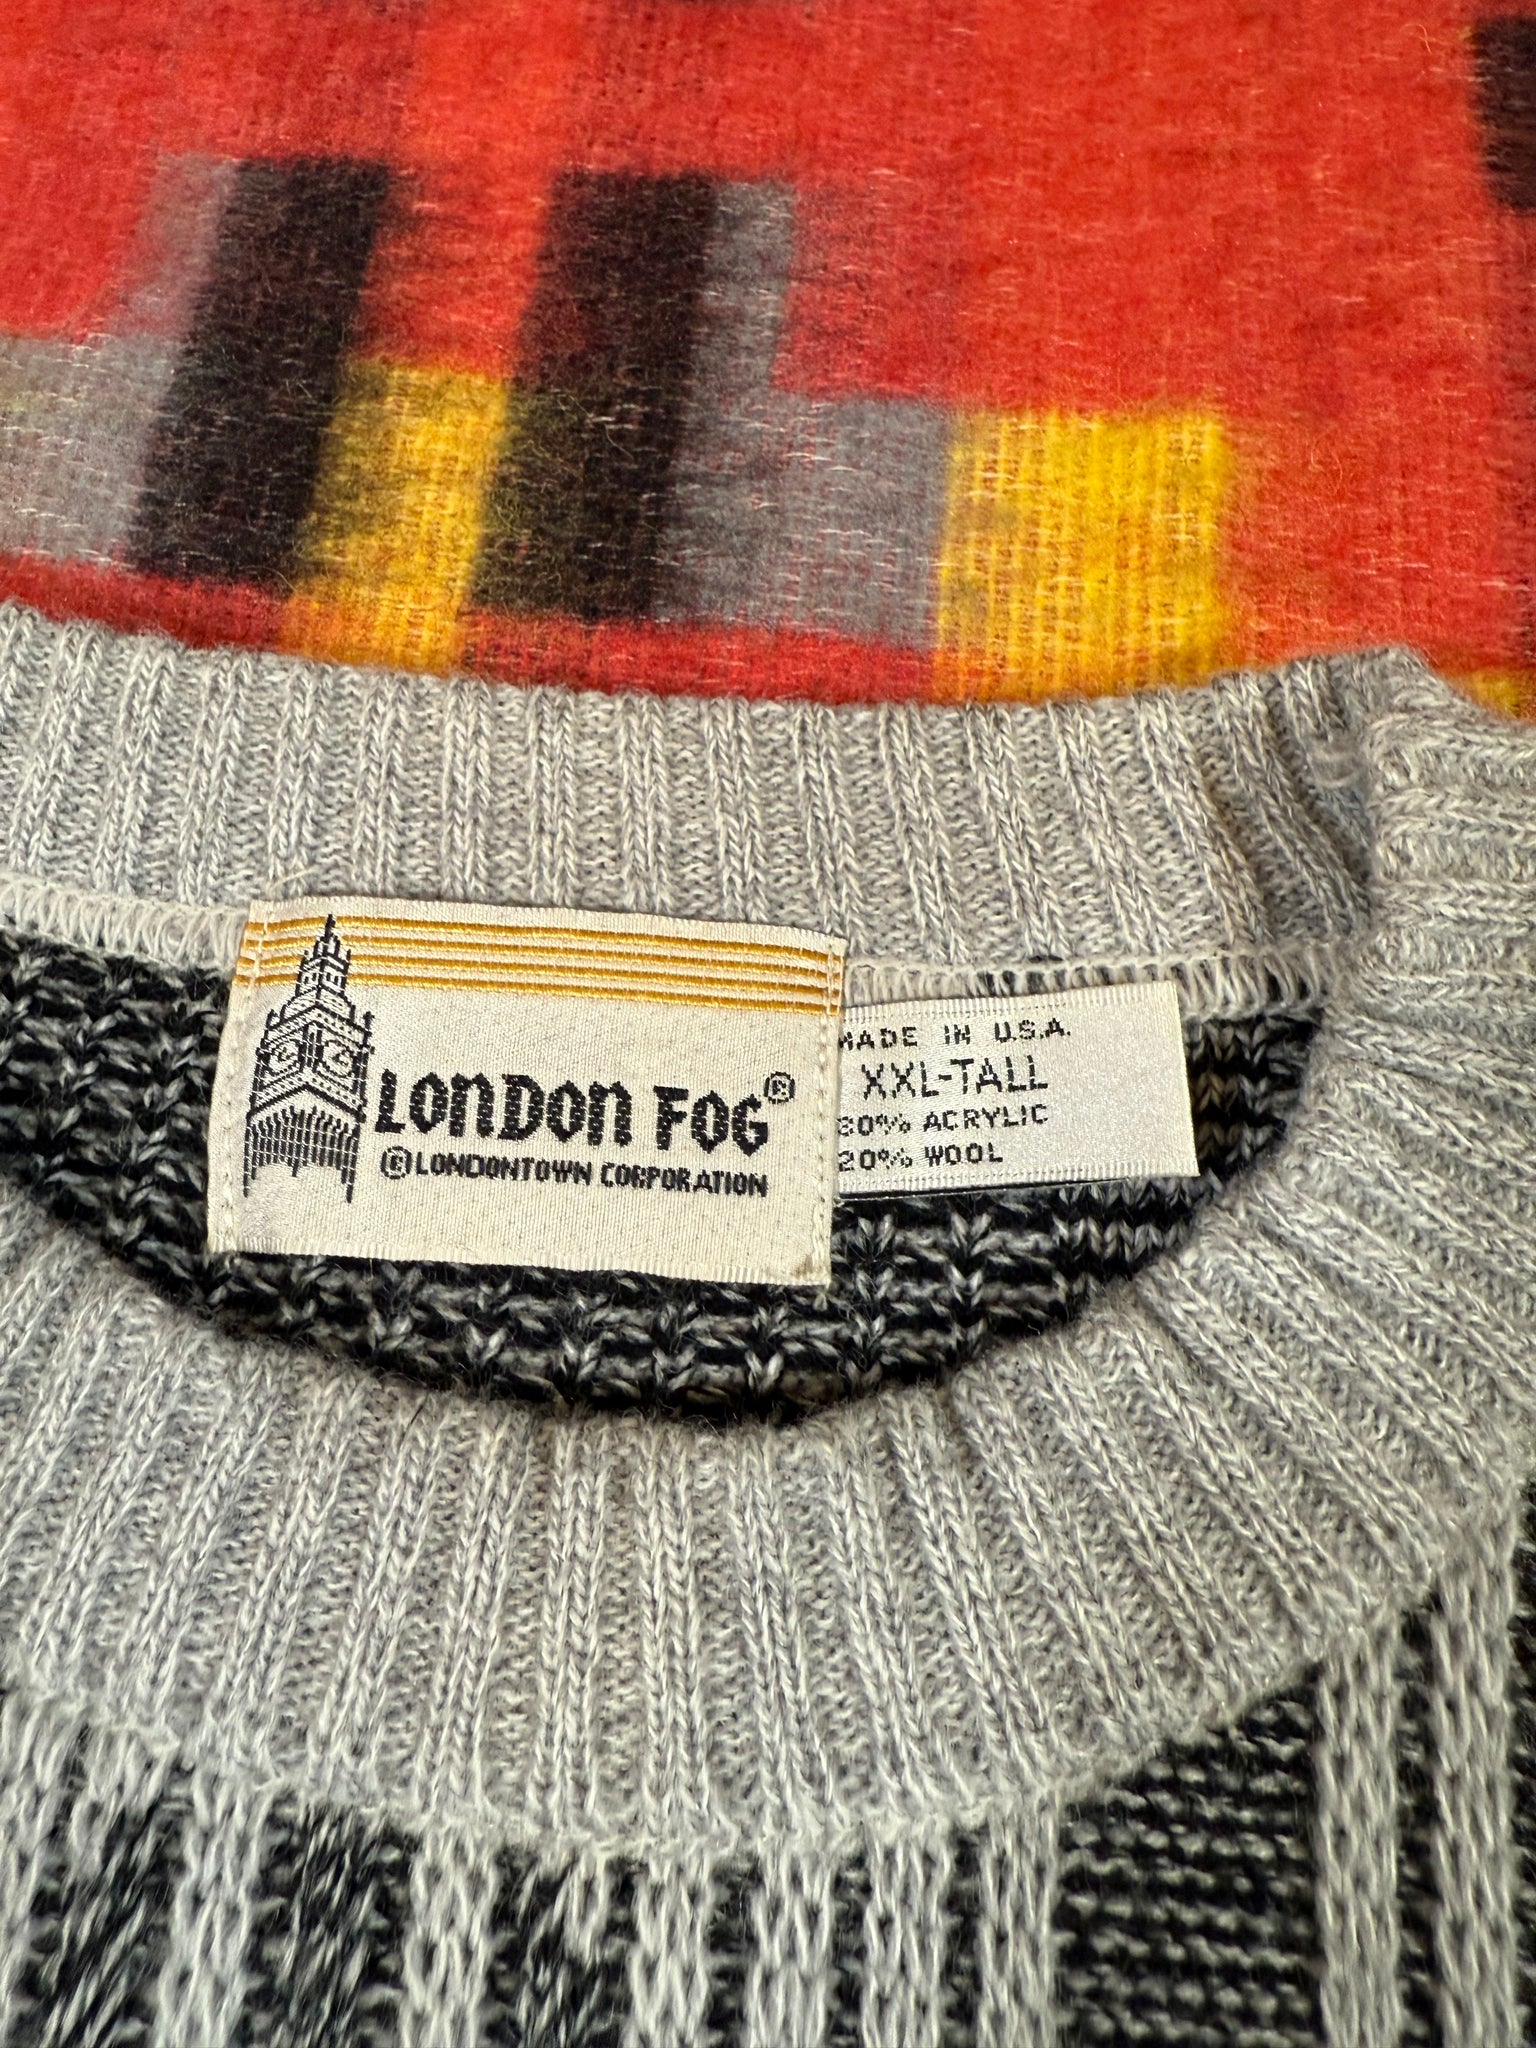 LONDON FOG®
® LONDONTOWN CORPORATION
MADE IN U.S.A.
XXL-TALL
80% ACRYLIC
20% WOOL